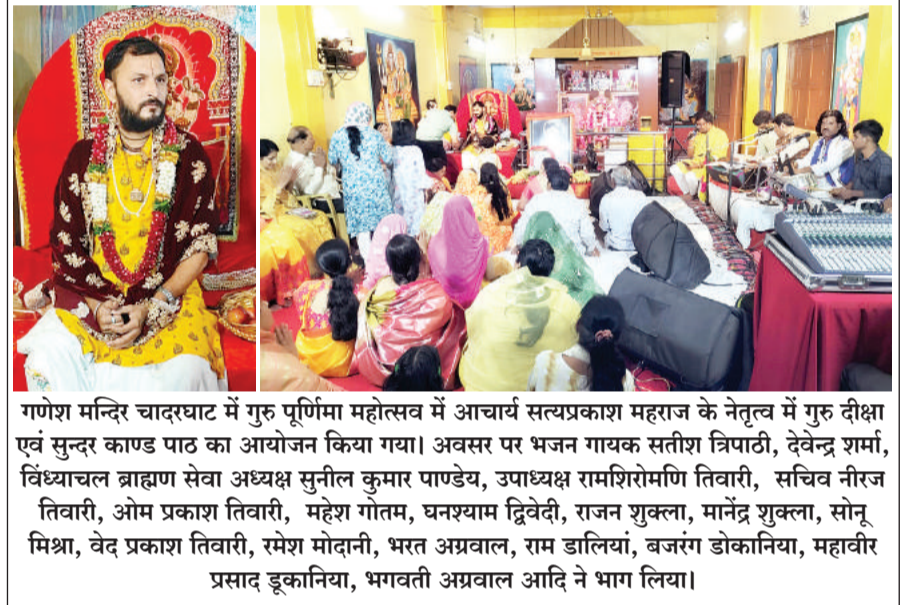 गणेश मन्दिर चादरघाट में गुरु पूर्णिमा महोत्सव में आचार्य सत्यप्रकाश महराज के नेतृत्व में गुरु दीक्षा
एवं सुन्दर काण्ड पाठ का आयोजन किया गया। अवसर पर भजन गायक सतीश त्रिपाठी, देवेन्द्र शर्मा,
विंध्याचल ब्राह्मण सेवा अध्यक्ष सुनील कुमार पाण्डेय, उपाध्यक्ष रामशिरोमणि तिवारी, सचिव नीरज
तिवारी, ओम प्रकाश तिवारी, महेश गोतम, घनश्याम द्विवेदी, राजन शुक्ला, मानेंद्र शुक्ला, सोनू
मिश्रा, वेद प्रकाश तिवारी, रमेश मोदानी, भरत अग्रवाल, राम डालियां, बजरंग डोकानिया, महावीर
प्रसाद डूकानिया, भगवती अग्रवाल आदि ने भाग लिया।